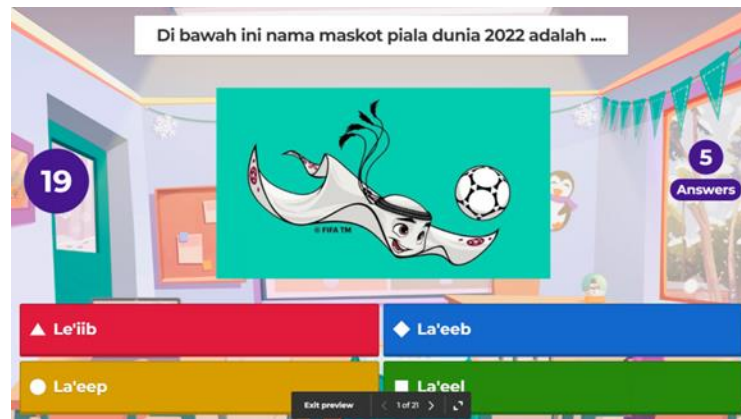 Di bawah ini nama maskot piala dunia 2022 adalah ....
19
5
Answers
© FIFA TM
Le'iib
La'eeb
La'eep
La'eel
Exit preview
1 of 21